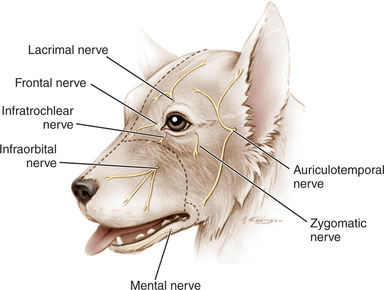 Lacrimal nerve
Frontal nerve
Infratrochlear
nerve
Infraorbital
nerve
Auriculotemporal
nerve
Zygomatic
nerve
Mental nerve